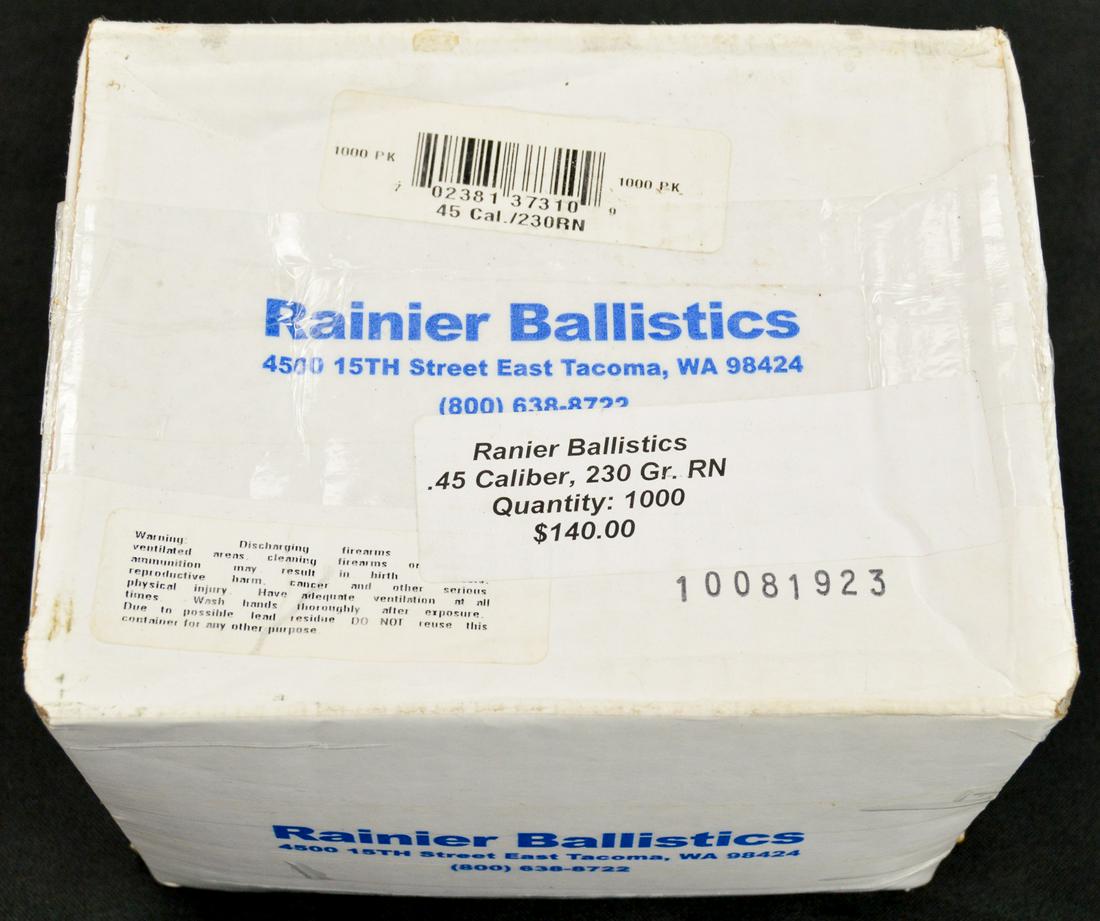 1000 PK
1000 PK
7 02381 37310 9
45 Cal./230RN
Rainier Ballistics
4500 15TH Street East Tacoma, WA 98424
(800) 638-8722
Ranier Ballistics
.45 Caliber, 230 Gr. RN
Quantity: 1000
$140.00
Warning: Discharging firearms
ventilated areas, cleaning firearms or
ammunition may result in birth
reproductive harm, cancer and other serious
physical injury. Have adequate ventilation at all
times. Wash hands thoroughly after exposure.
Due to possible lead residue DO NOT reuse this
container for any other purpose
10081923
Rainier Ballistics
4500 15TH Street East Tacoma, WA 98424
(800) 638-8722